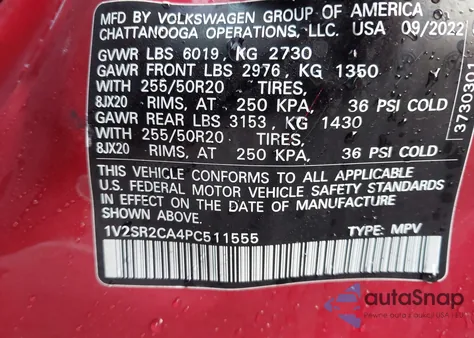 MFD BY VOLKSWAGEN GROUP OF AMERICA
CHATTANOOGA OPERATIONS, LLC. USA 09/2022
GVWR LBS 6019, KG 2730
GAWR FRONT LBS 2976, KG 1350
WITH 255/50R20 TIRES,
8JX20 RIMS, AT 250 KPA, 36 PSI COLD
GAWR REAR LBS 3153, KG 1430
WITH 255/50R20 TIRES,
8JX20 RIMS, AT 250 KPA, 36 PSI COLD
THIS VEHICLE CONFORMS TO ALL APPLICABLE
U.S. FEDERAL MOTOR VEHICLE SAFETY STANDARDS
IN EFFECT ON THE DATE OF MANUFACTURE
SHOWN ABOVE.
1V2SR2CA4PC511555 TYPE: MPV
3730301
autoSnap